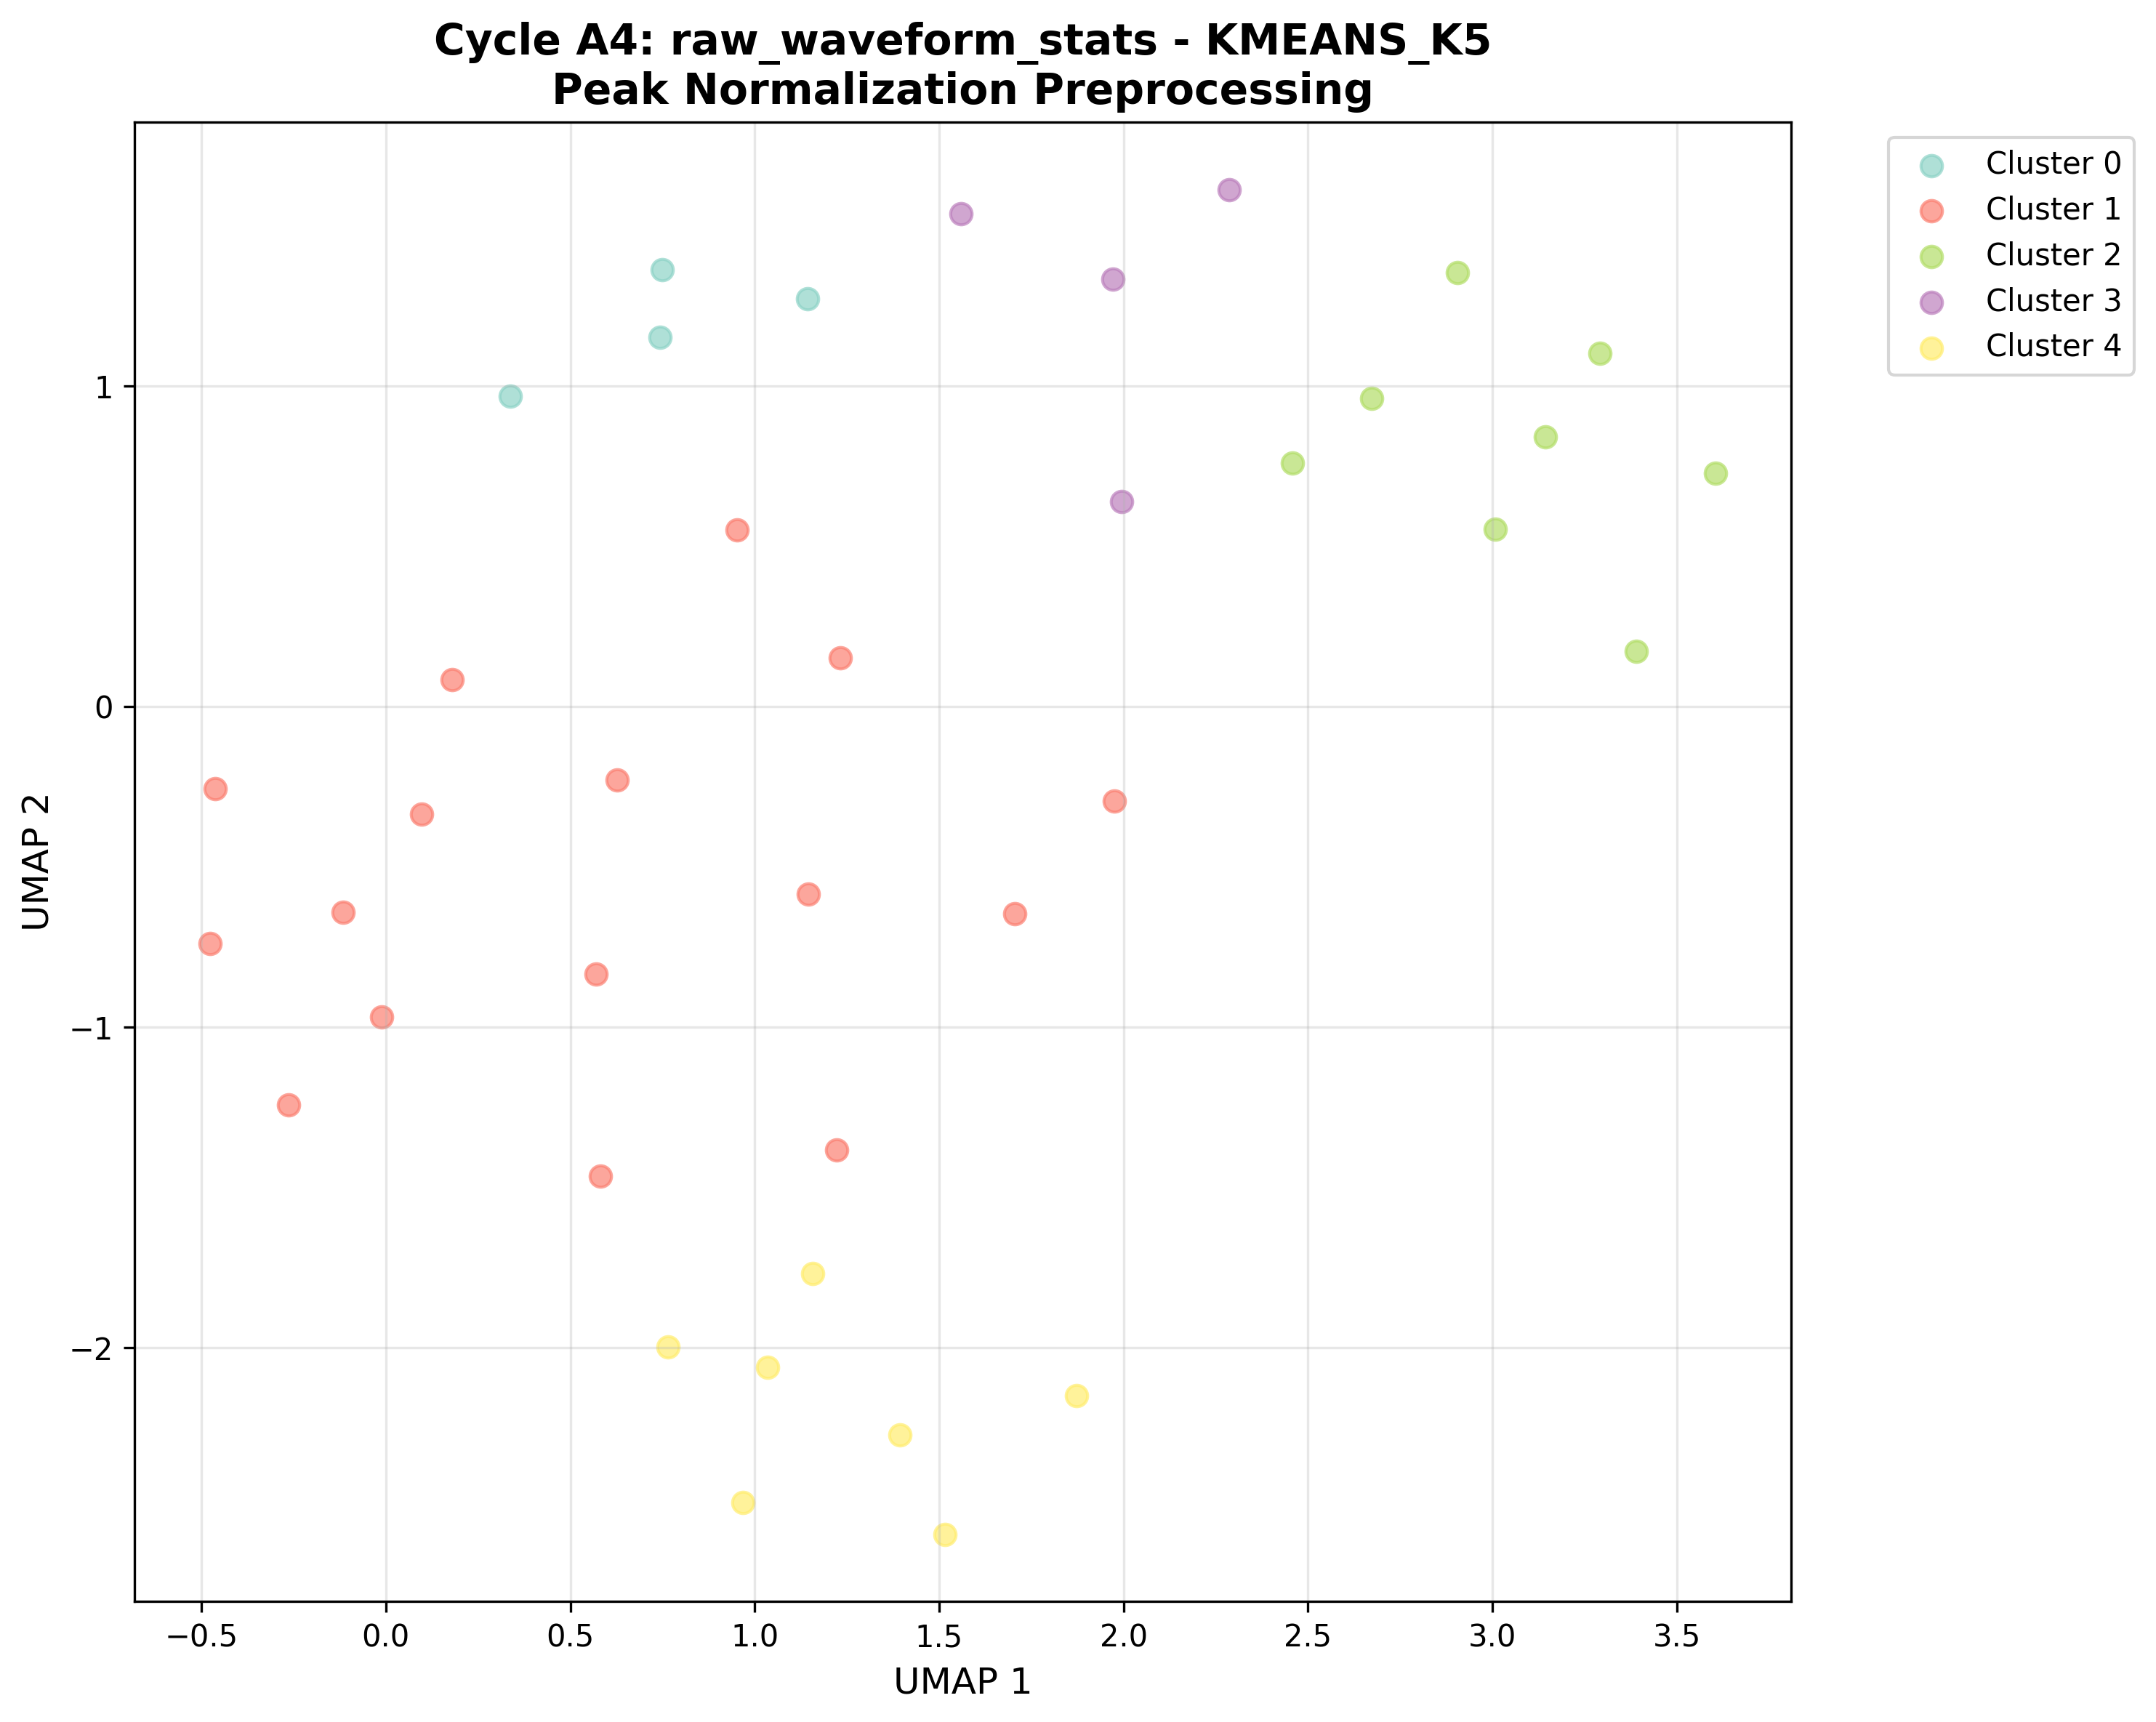 Cycle A4: raw_waveform_stats - KMEANS_K5
Peak Normalization Preprocessing
Cluster 0
Cluster 1
Cluster 2
Cluster 3
Cluster 4
1
0
−1
−2
UMAP 2
−0.5 0.0 0.5 1.0 1.5 2.0 2.5 3.0 3.5
UMAP 1